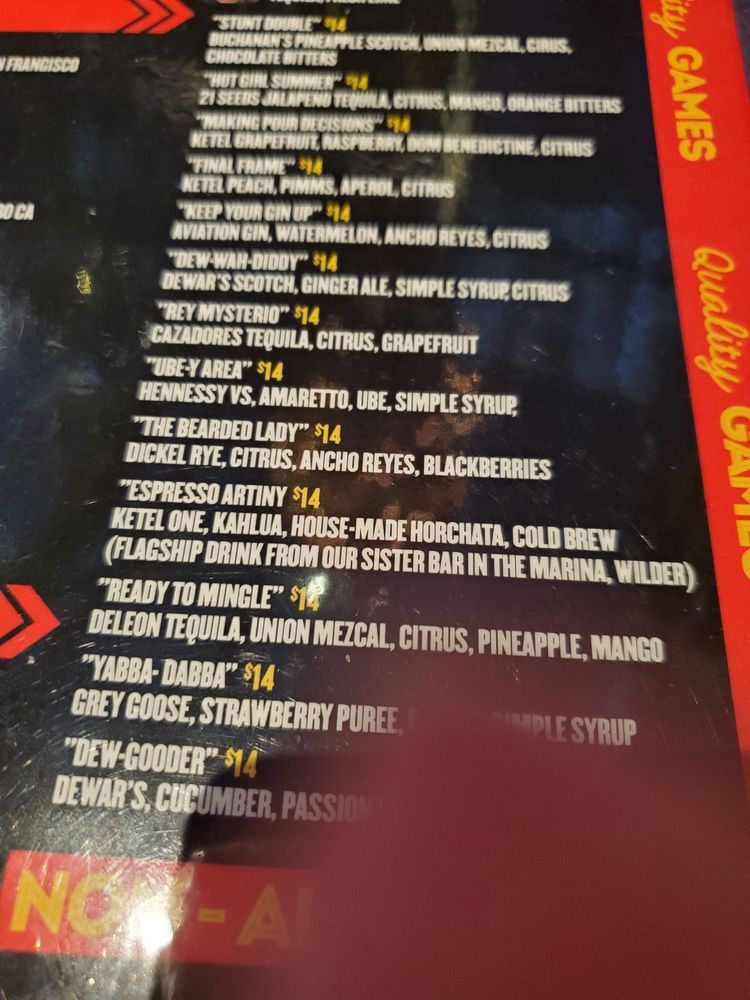 "STUNT DOUBLE" $14
BUCHANAN'S PINEAPPLE SCOTCH, UNION MEZCAL, CIRUS,
CHOCOLATE BITTERS
"HOT GIRL SUMMER" $14
21 SEEDS JALAPENO TEQUILA, CITRUS, MANGO, ORANGE BITTERS
"MAKING POUR DECISIONS" $14
KETEL GRAPEFRUIT, RASPBERRY, DOM BENEDICTINE, CITRUS
"FINAL FRAME" $14
KETEL PEACH, PIMMS, APEROL, CITRUS
"KEEP YOUR GIN UP" $14
AVIATION GIN, WATERMELON, ANCHO REYES, CITRUS
"DEW-WAH-DIDDY" $14
DEWAR'S SCOTCH, GINGER ALE, SIMPLE SYRUP, CITRUS
"REY MYSTERIO" $14
CAZADORES TEQUILA, CITRUS, GRAPEFRUIT
"UBE-Y AREA" $14
HENNESSY VS, AMARETTO, UBE, SIMPLE SYRUP,
"THE BEARDED LADY" $14
DICKEL RYE, CITRUS, ANCHO REYES, BLACKBERRIES
"ESPRESSO ARTINY $14
KETEL ONE, KAHLUA, HOUSE-MADE HORCHATA, COLD BREW
(FLAGSHIP DRINK FROM OUR SISTER BAR IN THE MARINA, WILDER)
"READY TO MINGLE" $14
DELEON TEQUILA, UNION MEZCAL, CITRUS, PINEAPPLE, MANGO
"YABBA- DABBA" $14
GREY GOOSE, STRAWBERRY PUREE, SIMPLE SYRUP
"DEW-GOODER" $14
DEWAR'S, CUCUMBER, PASSION
NON-A
N FRANCISCO
CA
GAMES
Quality GAMES